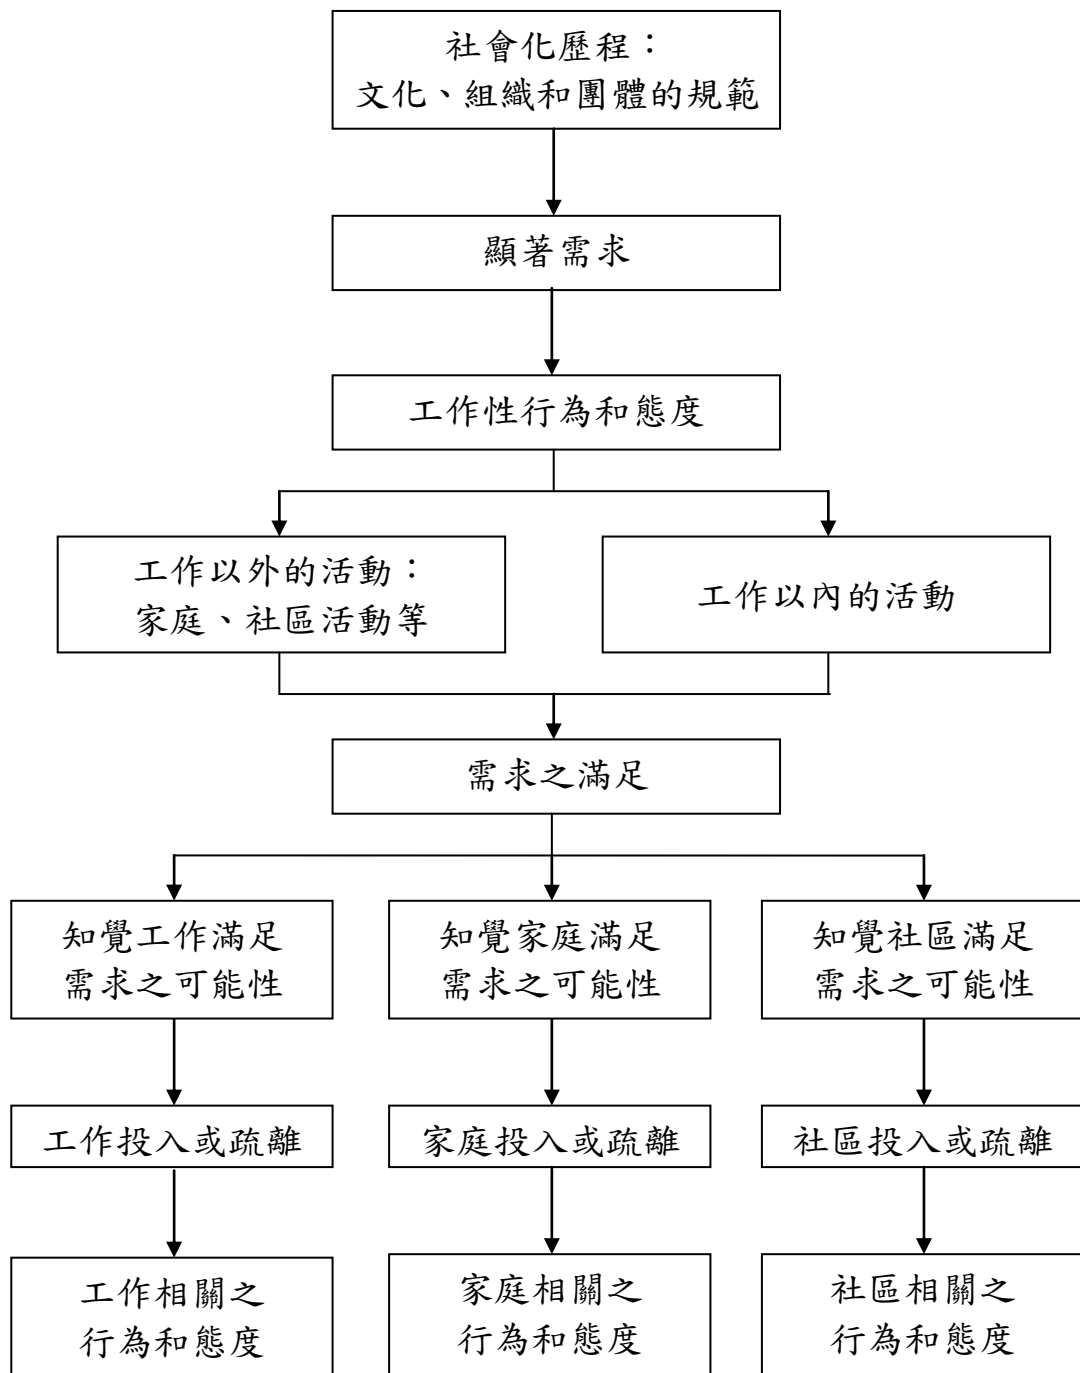 社會化歷程：
文化、組織和團體的規範
顯著需求
工作性行為和態度
工作以外的活動：
家庭、社區活動等
工作以內的活動
需求之滿足
知覺工作滿足
需求之可能性
知覺家庭滿足
需求之可能性
知覺社區滿足
需求之可能性
工作投入或疏離
家庭投入或疏離
社區投入或疏離
工作相關之
行為和態度
家庭相關之
行為和態度
社區相關之
行為和態度